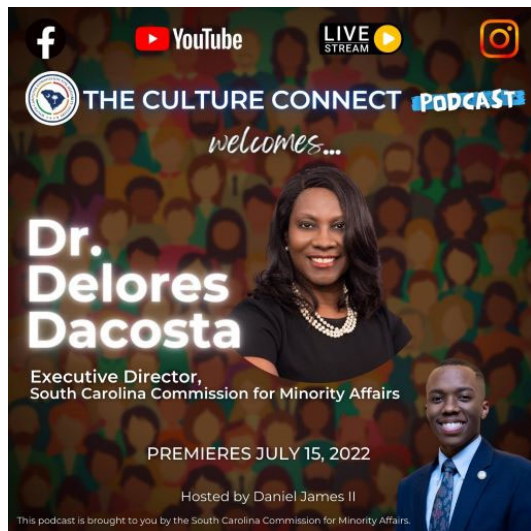 YouTube
LIVE
STREAM
THE CULTURE CONNECT PODCAST
welcomes...
Dr.
Delores
Dacosta
Executive Director,
South Carolina Commission for Minority Affairs
PREMIERES JULY 15, 2022
Hosted by Daniel James II
This podcast is brought to you by the South Carolina Commission for Minority Affairs.